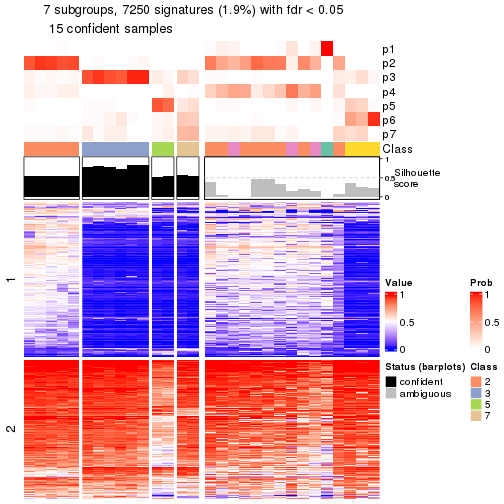 7 subgroups, 7250 signatures (1.9%) with fdr < 0.05
15 confident samples
p1
p2
p3
p4
p5
p6
p7
Class
1
0.5
0
Silhouette
score
1
2
Value
1
0.5
0
Prob
1
0.5
0
Status (barplots)
confident
ambiguous
Class
2
3
5
7